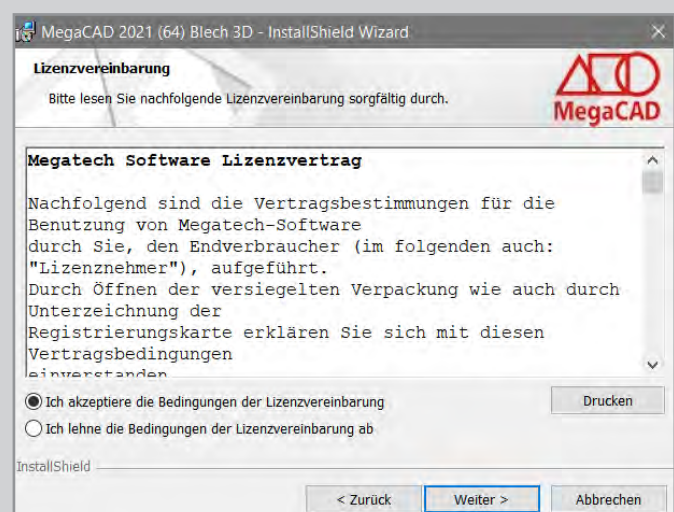 MegaCAD 2021 (64) Blech 3D - InstallShield Wizard
Lizenzvereinbarung
Bitte lesen Sie nachfolgende Lizenzvereinbarung sorgfältig durch.
MegaCAD
Megatech Software Lizenzvertrag
Nachfolgend sind die Vertragsbestimmungen für die
Benutzung von Megatech-Software
durch Sie, den Endverbraucher (im folgenden auch:
"Lizenznehmer"), aufgeführt.
Durch Öffnen der versiegelten Verpackung wie auch durch
Unterzeichnung der
Registrierungskarte erklären Sie sich mit diesen
Vertragsbedingungen
einverstanden
Ich akzeptiere die Bedingungen der Lizenzvereinbarung
Drucken
Ich lehne die Bedingungen der Lizenzvereinbarung ab
InstallShield
< Zurück
Weiter >
Abbrechen